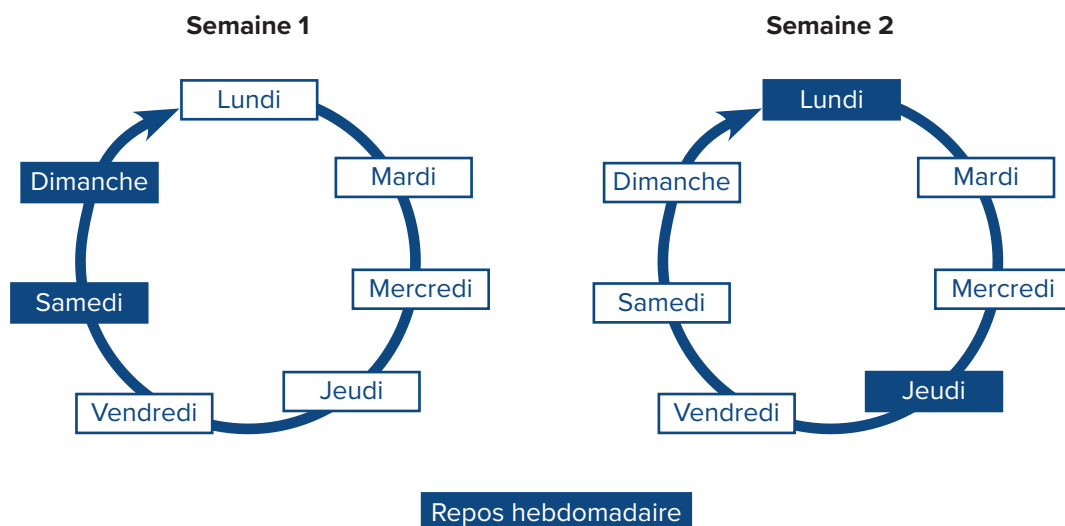 Semaine 1
Lundi
Mardi
Mercredi
Jeudi
Vendredi
Samedi
Dimanche
Semaine 2
Lundi
Mardi
Mercredi
Jeudi
Vendredi
Samedi
Dimanche
Repos hebdomadaire